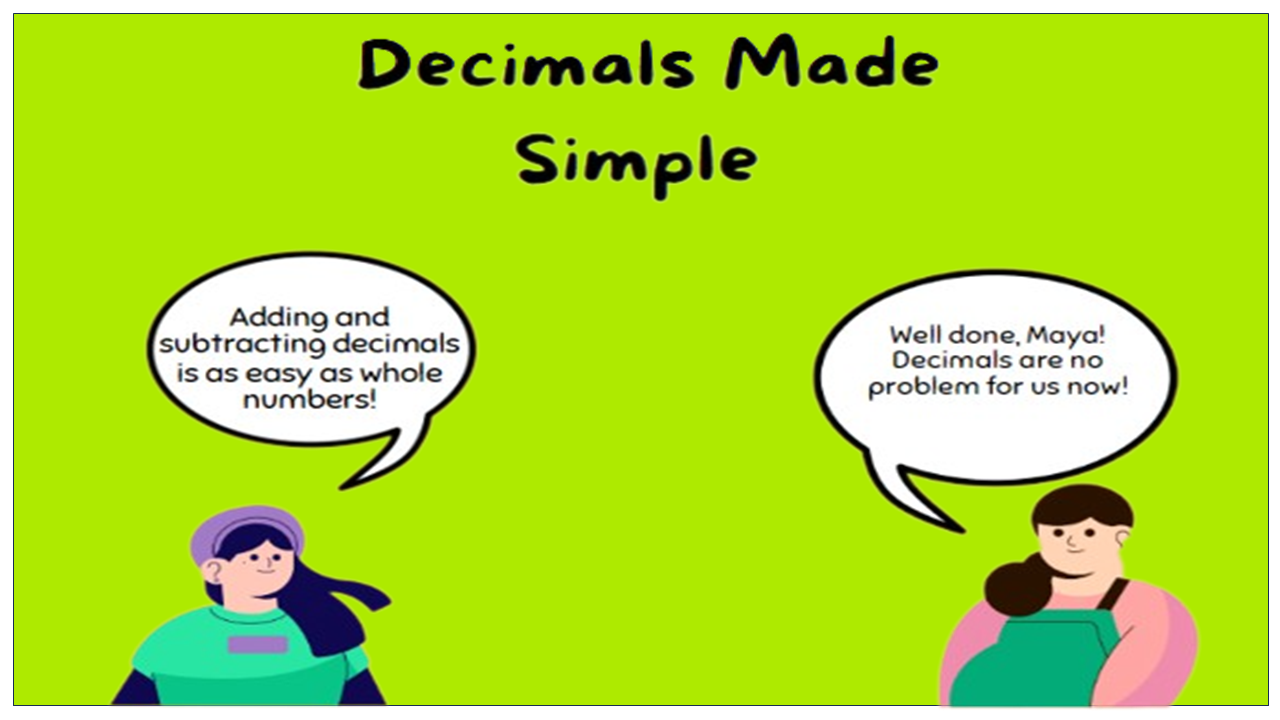 Decimals Made
Simple
Adding and
subtracting decimals
is as easy as whole
numbers!
Well done, Maya!
Decimals are no
problem for us now!